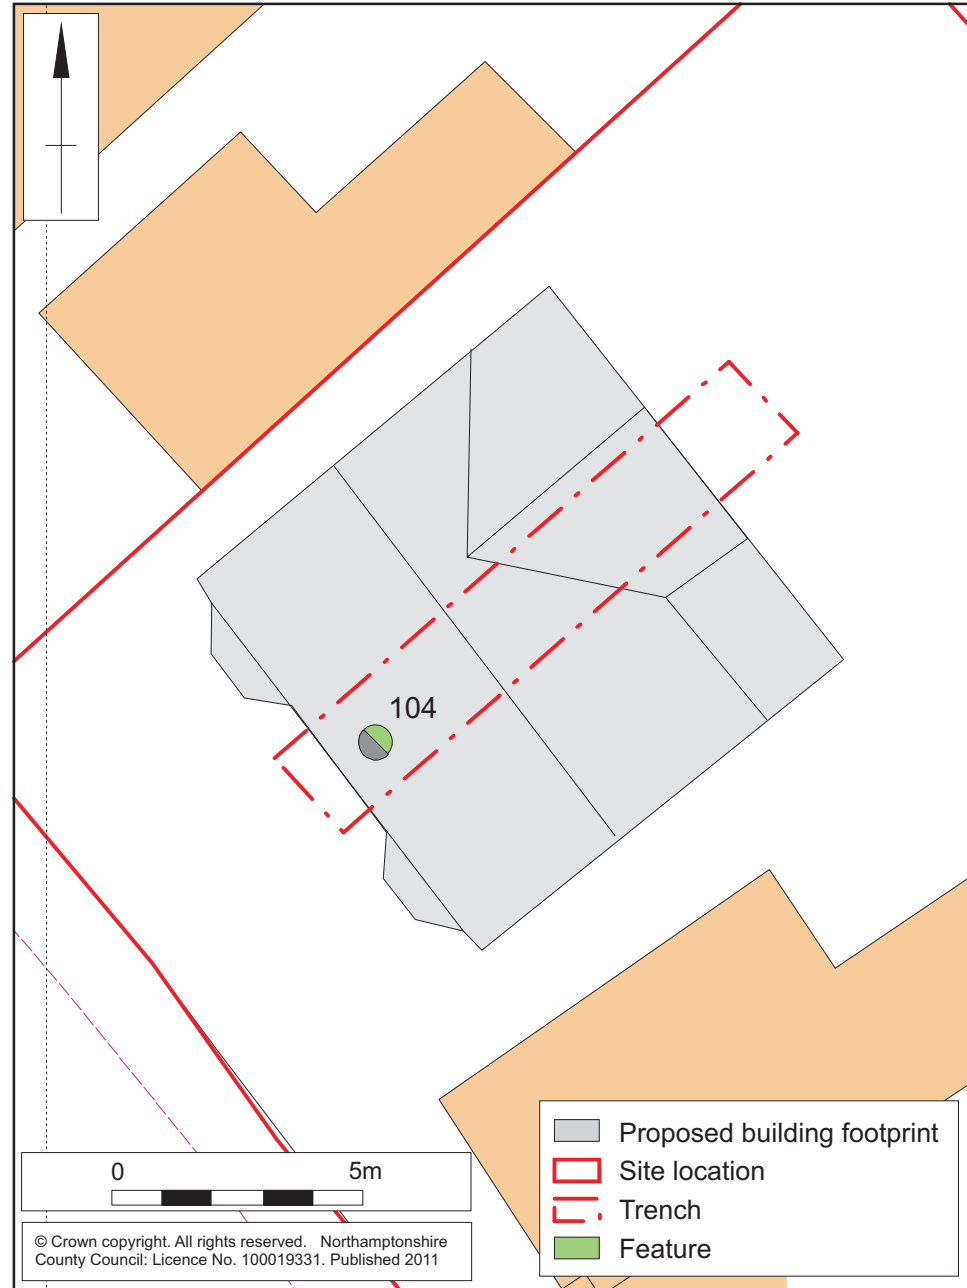 104
0 5m
© Crown copyright. All rights reserved. Northamptonshire
County Council: Licence No. 100019331. Published 2011
Proposed building footprint
Site location
Trench
Feature